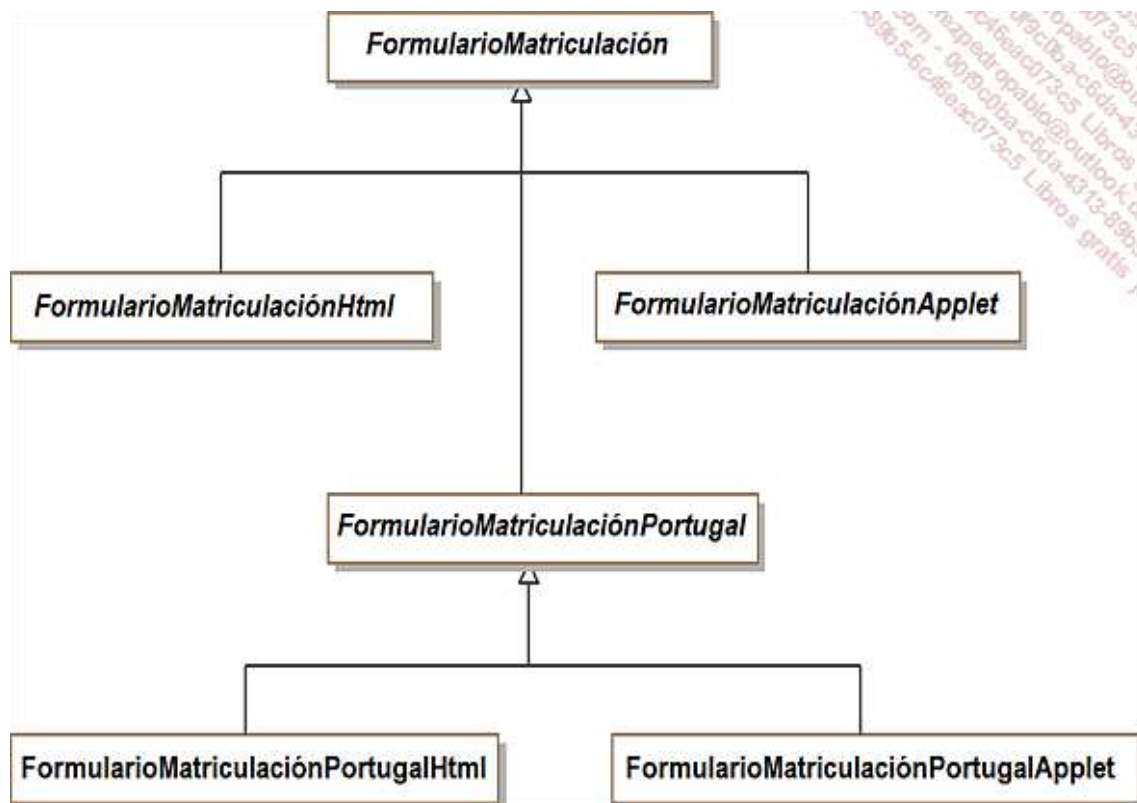 FormularioMatriculación
FormularioMatriculaciónHtml
FormularioMatriculaciónApplet
FormularioMatriculaciónPortugal
FormularioMatriculaciónPortugalHtml
FormularioMatriculaciónPortugalApplet